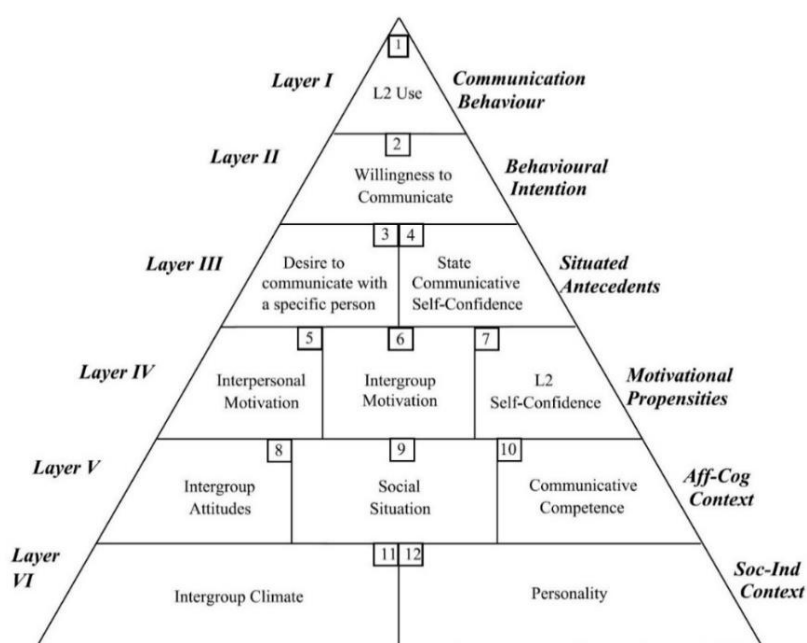 1
Layer I
L2 Use
Communication
Behaviour
2
Layer II
Willingness to
Communicate
Behavioural
Intention
3 4
Layer III
Desire to
communicate with
a specific person
State
Communicative
Self-Confidence
Situated
Antecedents
5 6 7
Layer IV
Interpersonal
Motivation
Intergroup
Motivation
L2
Self-Confidence
Motivational
Propensities
8 9 10
Layer V
Intergroup
Attitudes
Social
Situation
Communicative
Competence
Aff-Cog
Context
11 12
Layer
VI
Intergroup Climate
Personality
Soc-Ind
Context